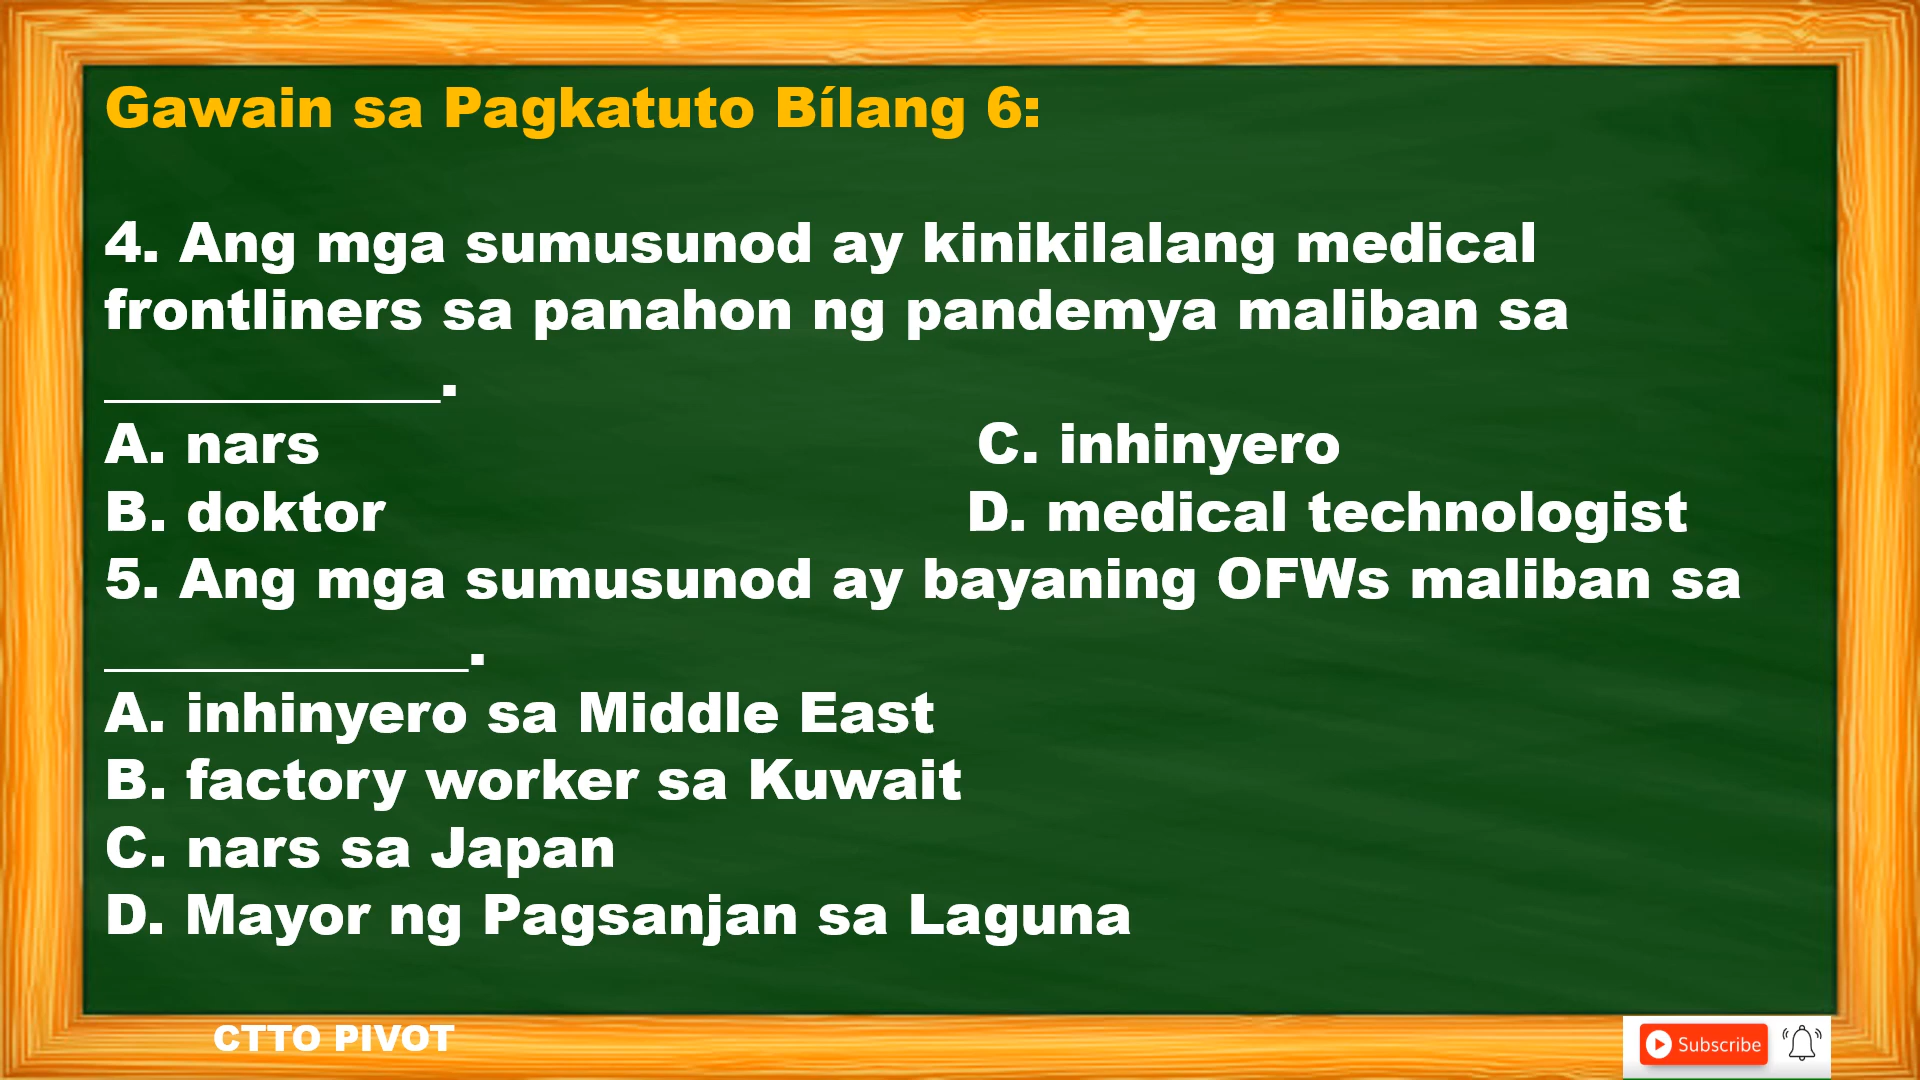 Gawain sa Pagkatuto Bílang 6:
4. Ang mga sumusunod ay kinikilalang medical
frontliners sa panahon ng pandemya maliban sa
____________.
A. nars C. inhinyero
B. doktor D. medical technologist
5. Ang mga sumusunod ay bayaning OFWs maliban sa
_____________.
A. inhinyero sa Middle East
B. factory worker sa Kuwait
C. nars sa Japan
D. Mayor ng Pagsanjan sa Laguna
CTTO PIVOT
Subscribe